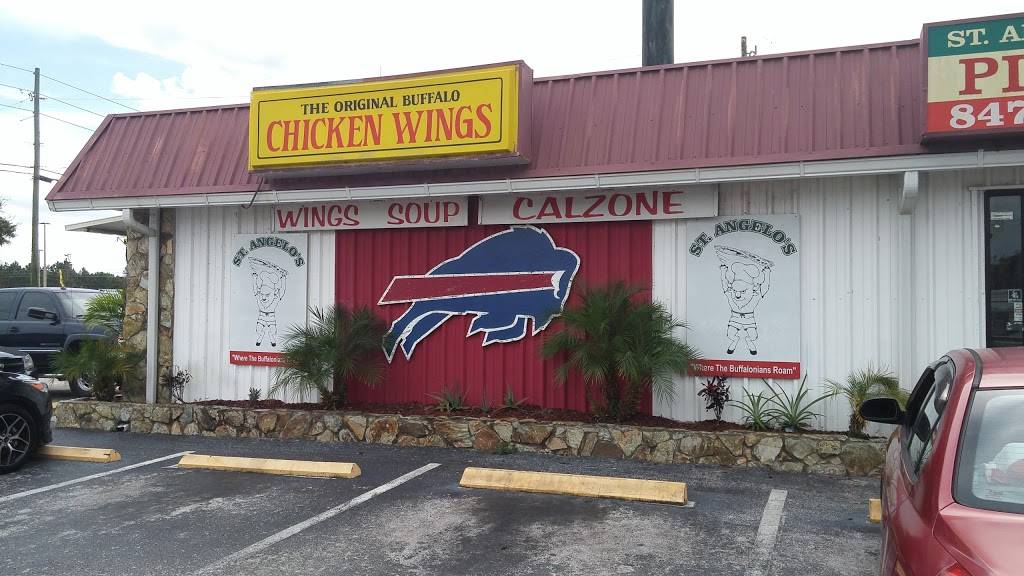 THE ORIGINAL BUFFALO
CHICKEN WINGS
ST. A
PI
847
WINGS SOUP CALZONE
ST. ANGELO'S
"Where The Buffalonians
ST. ANGELO'S
"Where The Buffalonians Roam"